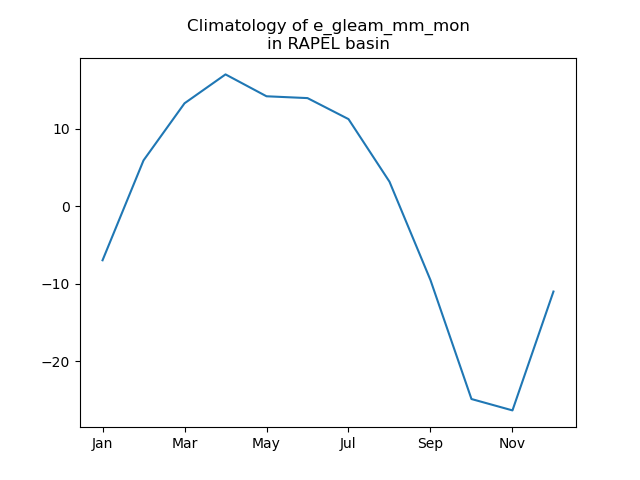 Climatology of e_gleam_mm_mon
in RAPEL basin
10
0
−10
−20
Jan
Mar
May
Jul
Sep
Nov